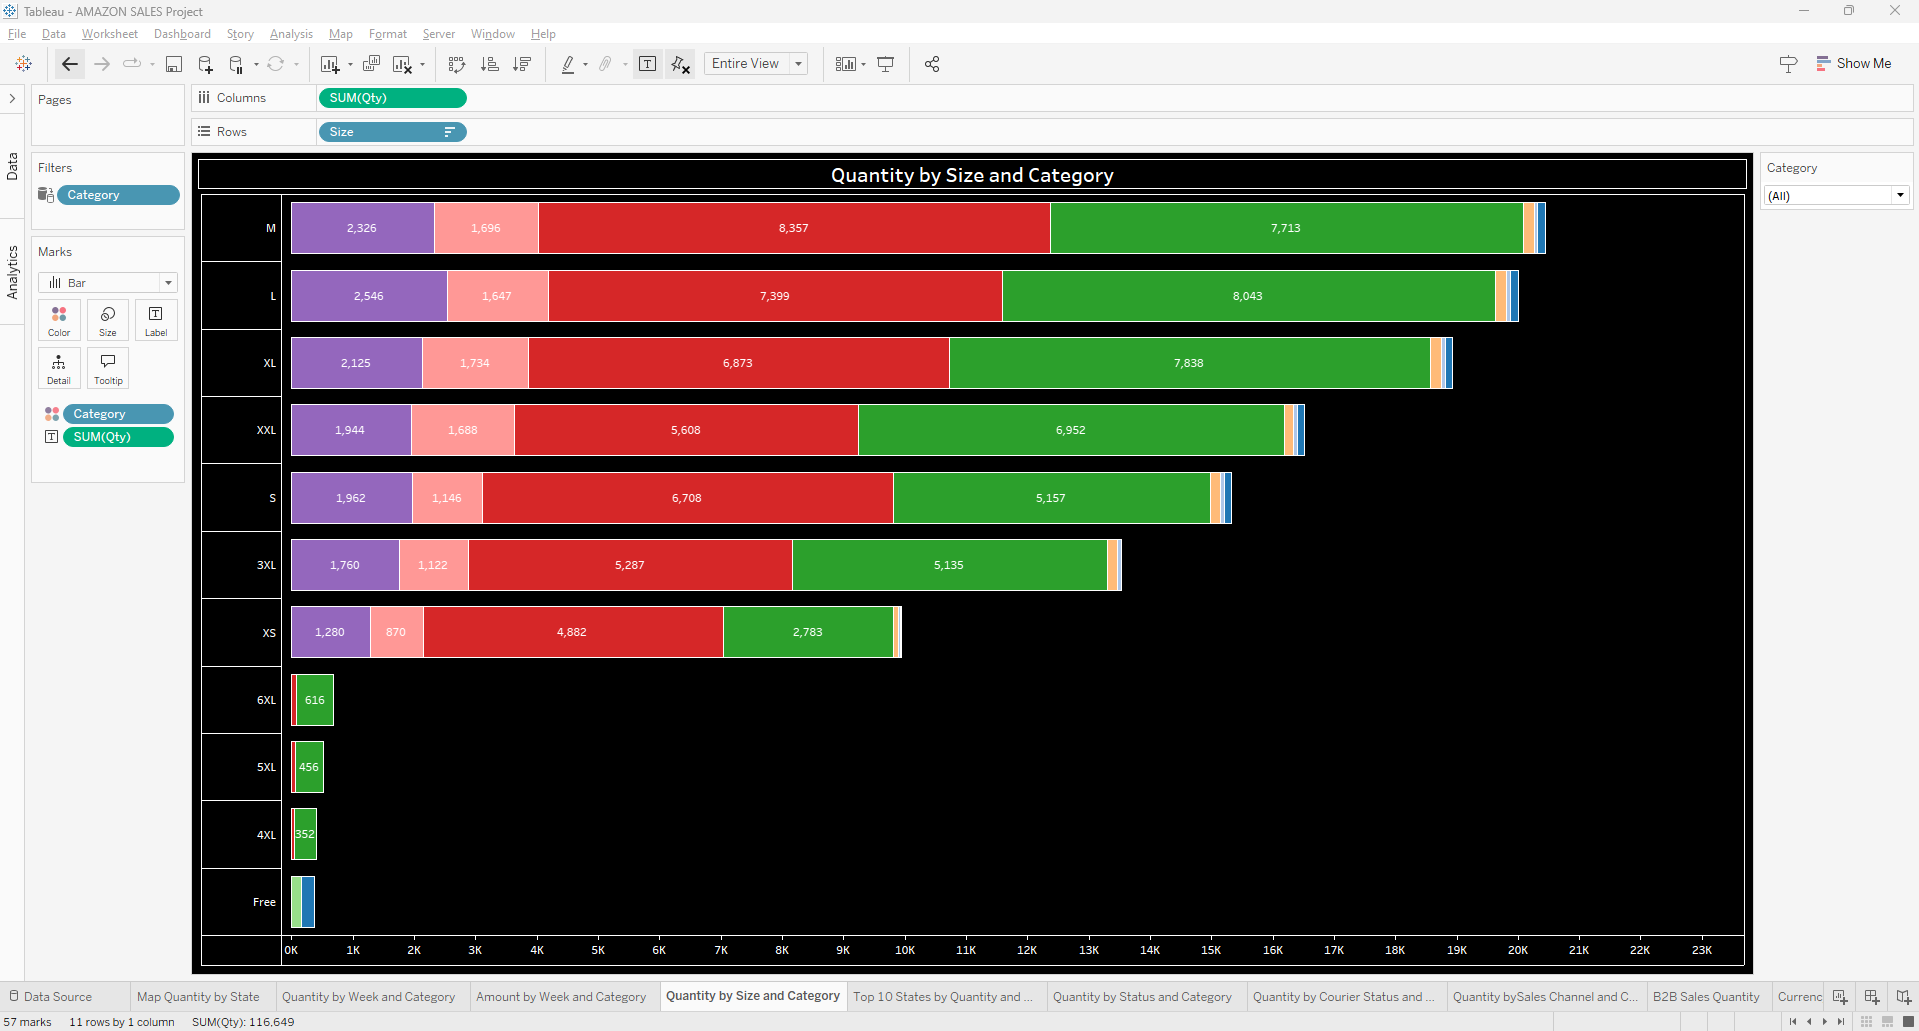 Tableau - AMAZON SALES Project
File Data Worksheet Dashboard Story Analysis Map Format Server Window Help
Entire View
Show Me
Pages
Columns SUM(Qty)
Rows Size
Data
Analytics
Filters
Category
Marks
Bar
Color Size Label
Detail Tooltip
Category
SUM(Qty)
Quantity by Size and Category
M 2,326 1,696 8,357 7,713
L 2,546 1,647 7,399 8,043
XL 2,125 1,734 6,873 7,838
XXL 1,944 1,688 5,608 6,952
S 1,962 1,146 6,708 5,157
3XL 1,760 1,122 5,287 5,135
XS 1,280 870 4,882 2,783
6XL 616
5XL 456
4XL 352
Free
0K 1K 2K 3K 4K 5K 6K 7K 8K 9K 10K 11K 12K 13K 14K 15K 16K 17K 18K 19K 20K 21K 22K 23K
Category
(All)
Data Source Map Quantity by State Quantity by Week and Category Amount by Week and Category Quantity by Size and Category Top 10 States by Quantity and ... Quantity by Status and Category Quantity by Courier Status and ... Quantity bySales Channel and C... B2B Sales Quantity Currenc
57 marks 11 rows by 1 column SUM(Qty): 116,649